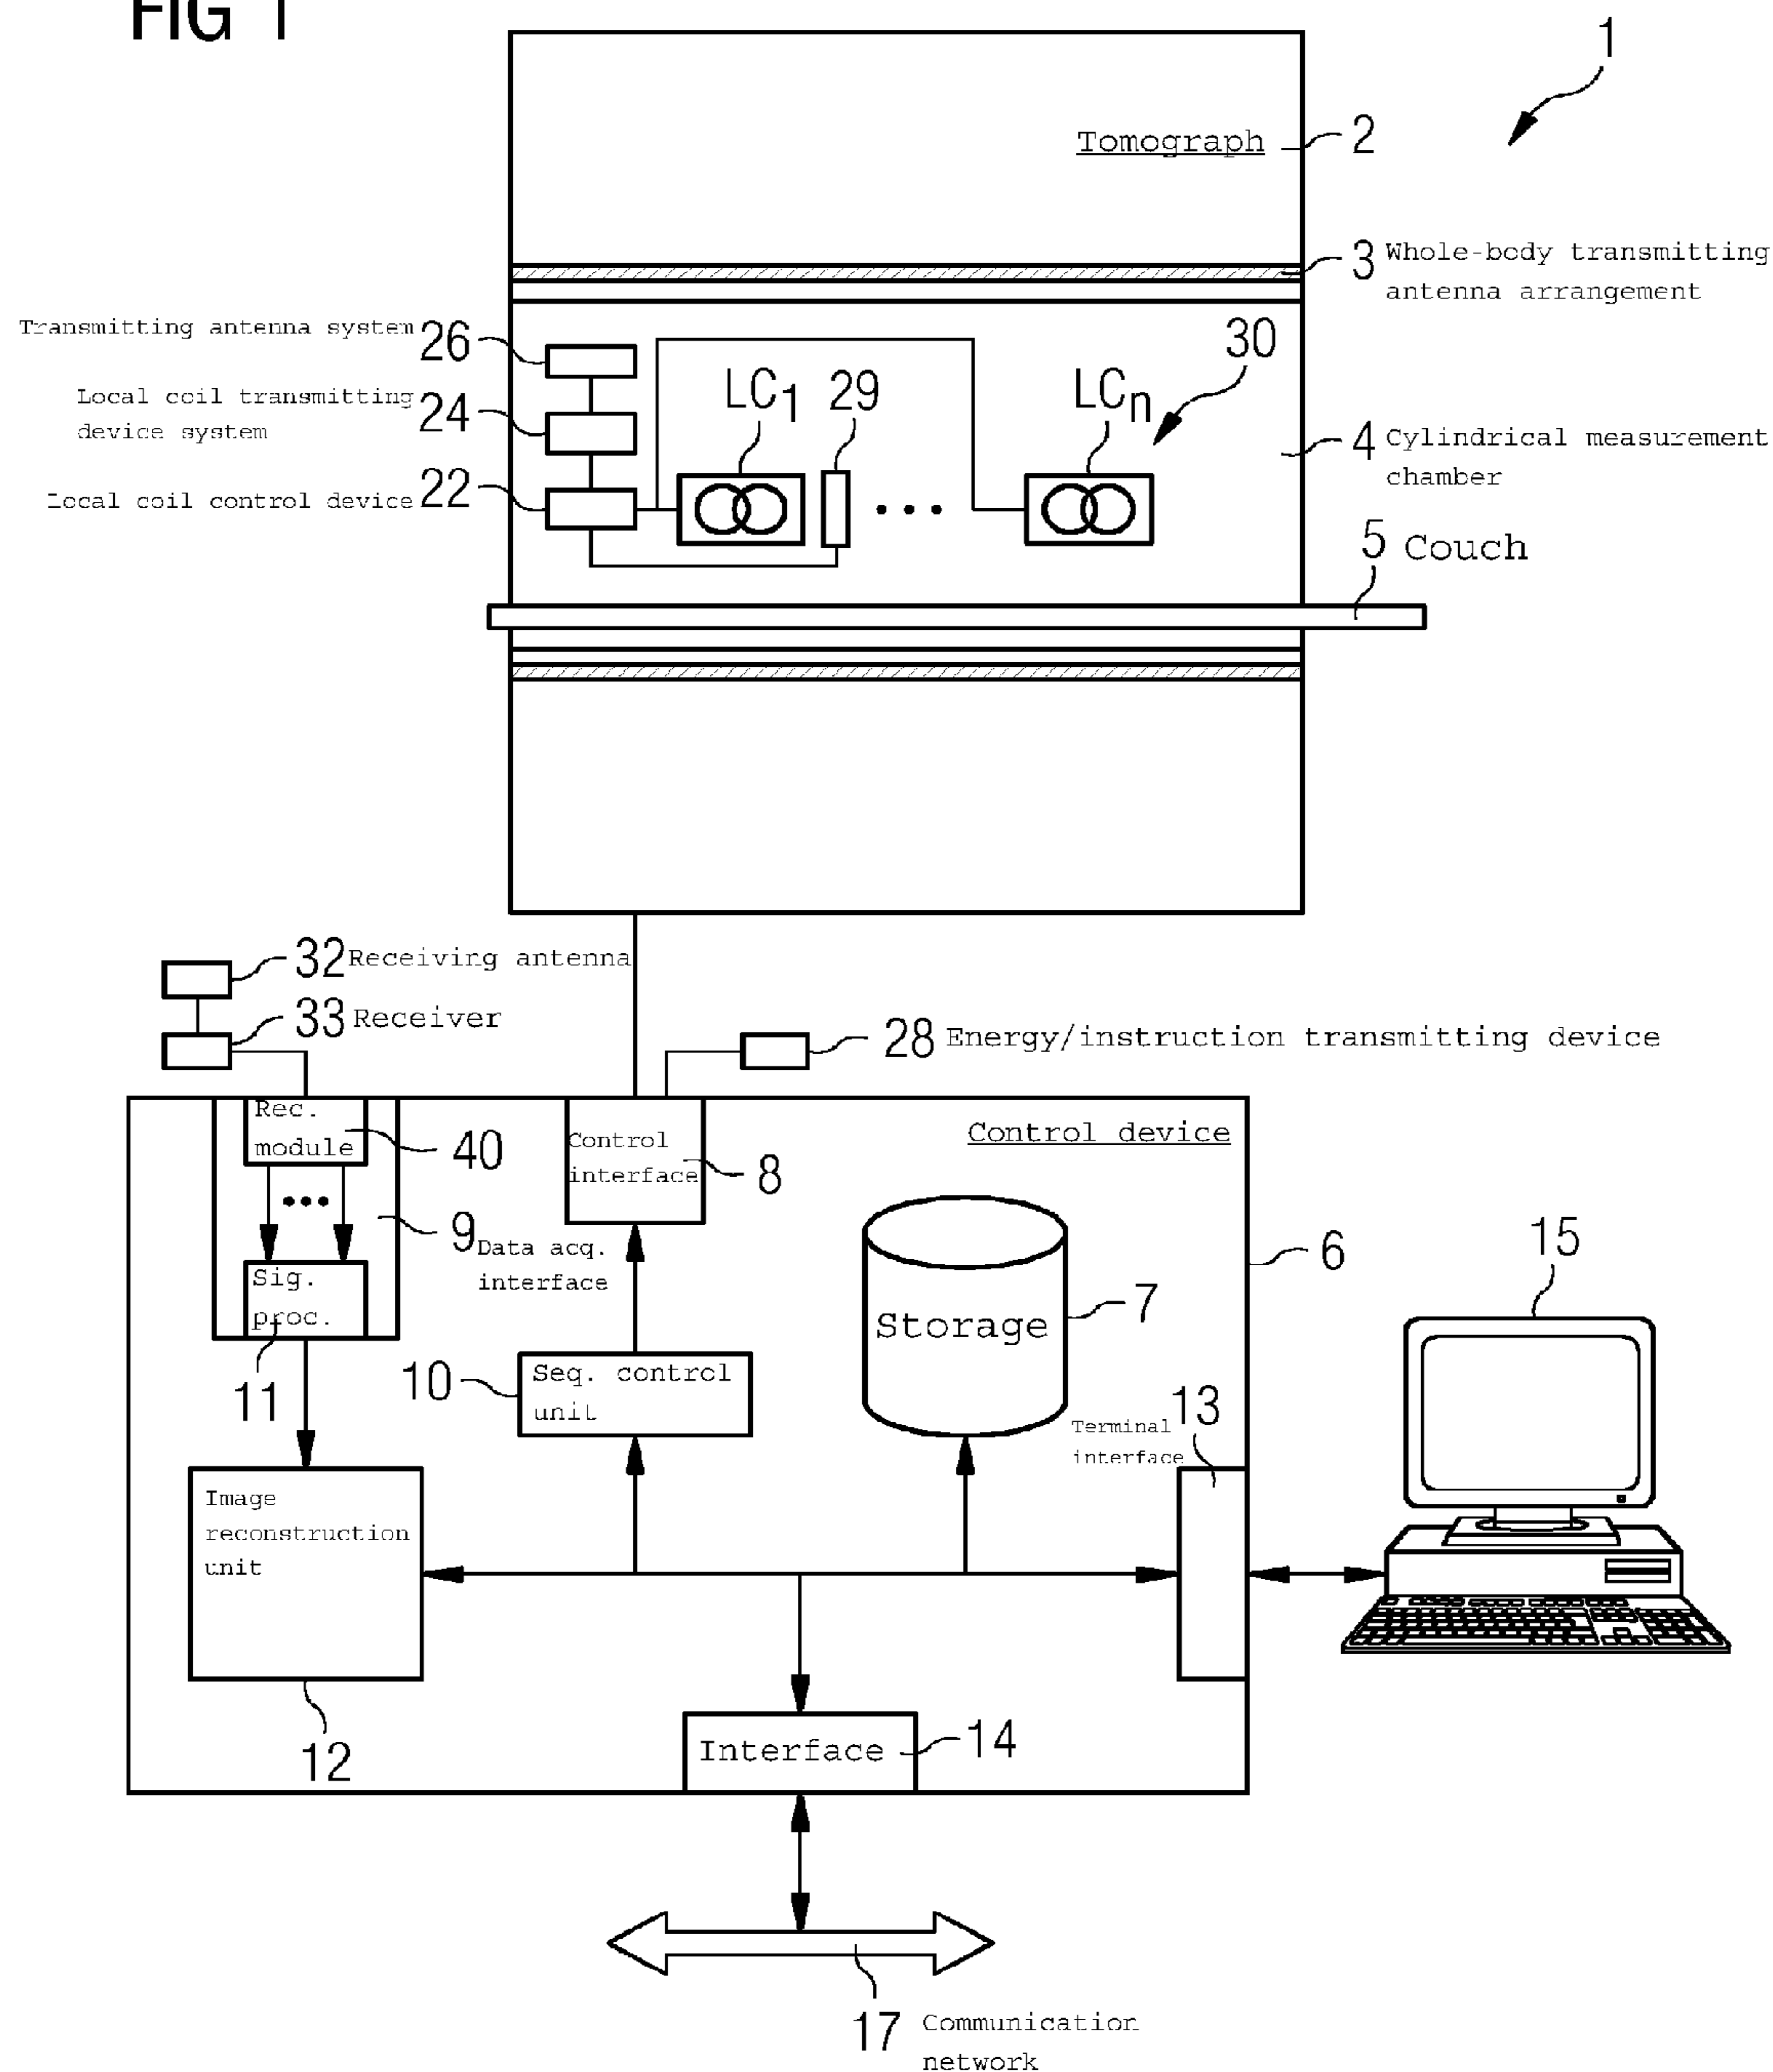 FIG 1
1
Tomograph 2
3 Whole-body transmitting
antenna arrangement
Transmitting antenna system 26
30
Local coil transmitting
device system
24
LC1 29 LCn
4 Cylindrical measurement
chamber
Local coil control device 22
5 Couch
32 Receiving antenna
33 Receiver
28 Energy/instruction transmitting device
Rec.
module
40
Control
interface
8
Control device
9 Data acq.
interface
6
15
Sig.
proc.
11
Storage
7
10
Seq. control
unit
Terminal
interface
13
Image
reconstruction
unit
12
Interface 14
17 Communication
network